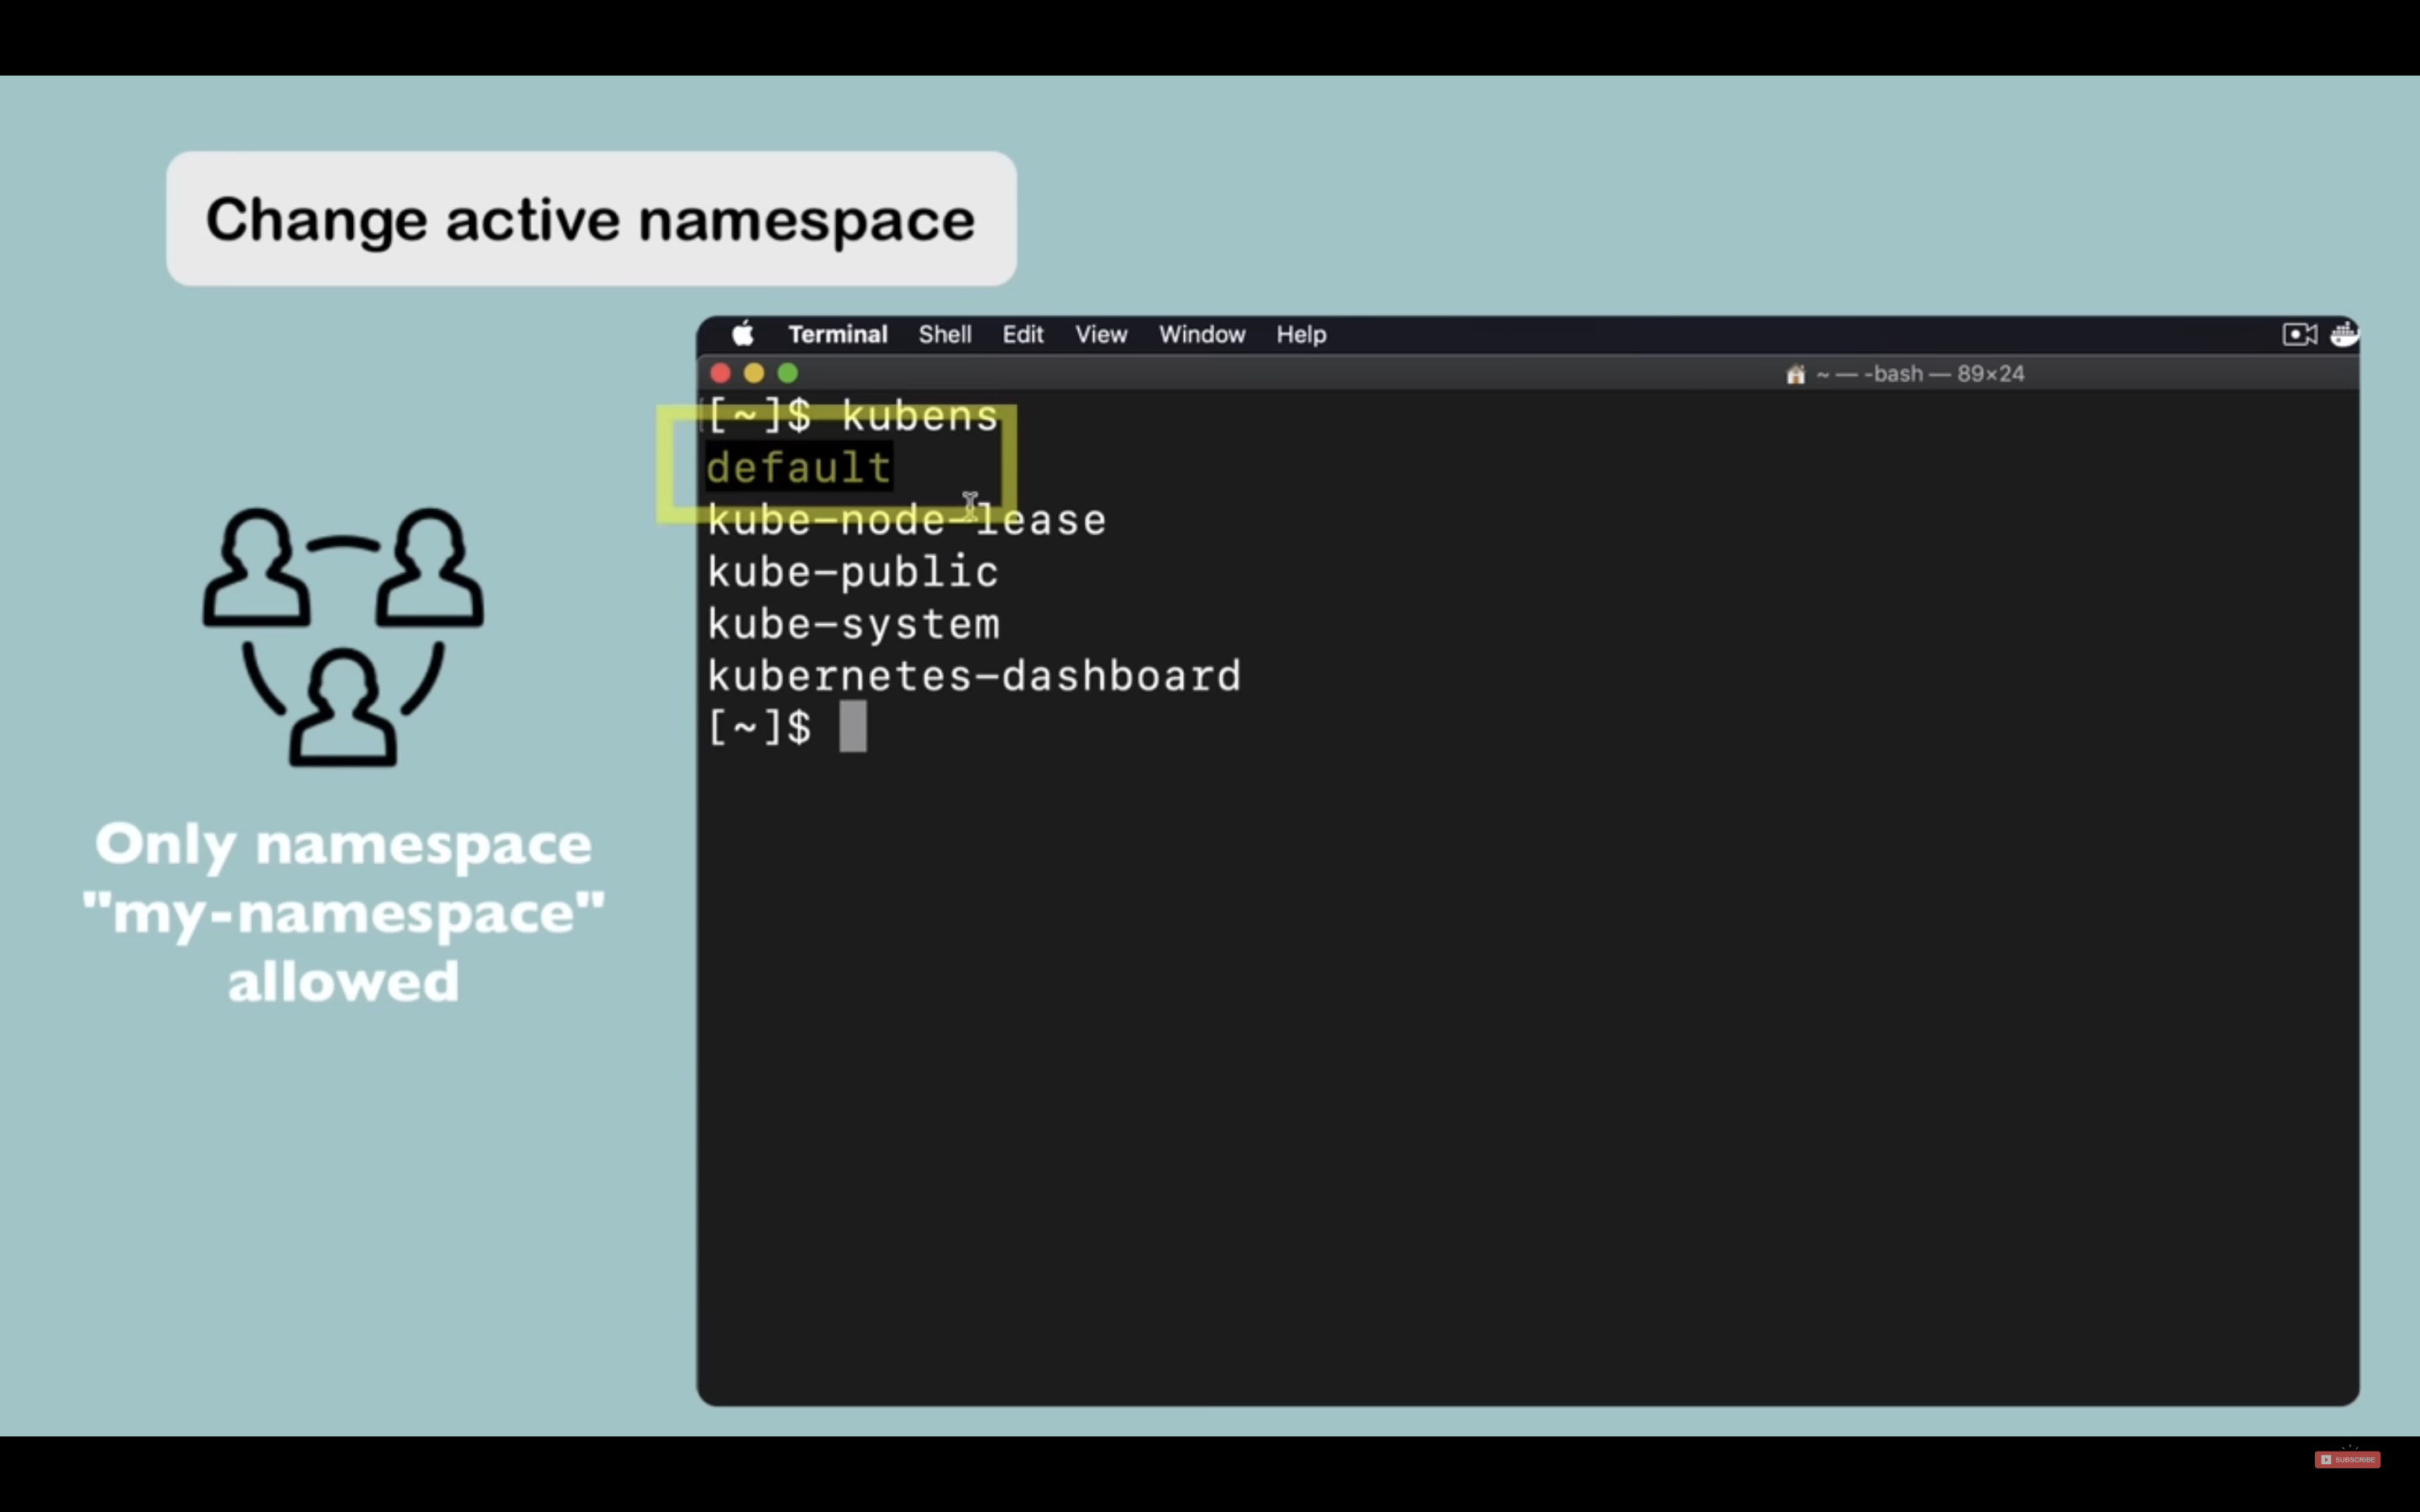 Change active namespace
Terminal Shell Edit View Window Help
~ — -bash — 89×24
[~]$ kubens
default
kube-node-lease
kube-public
kube-system
kubernetes-dashboard
[~]$
Only namespace
"my-namespace"
allowed
SUBSCRIBE